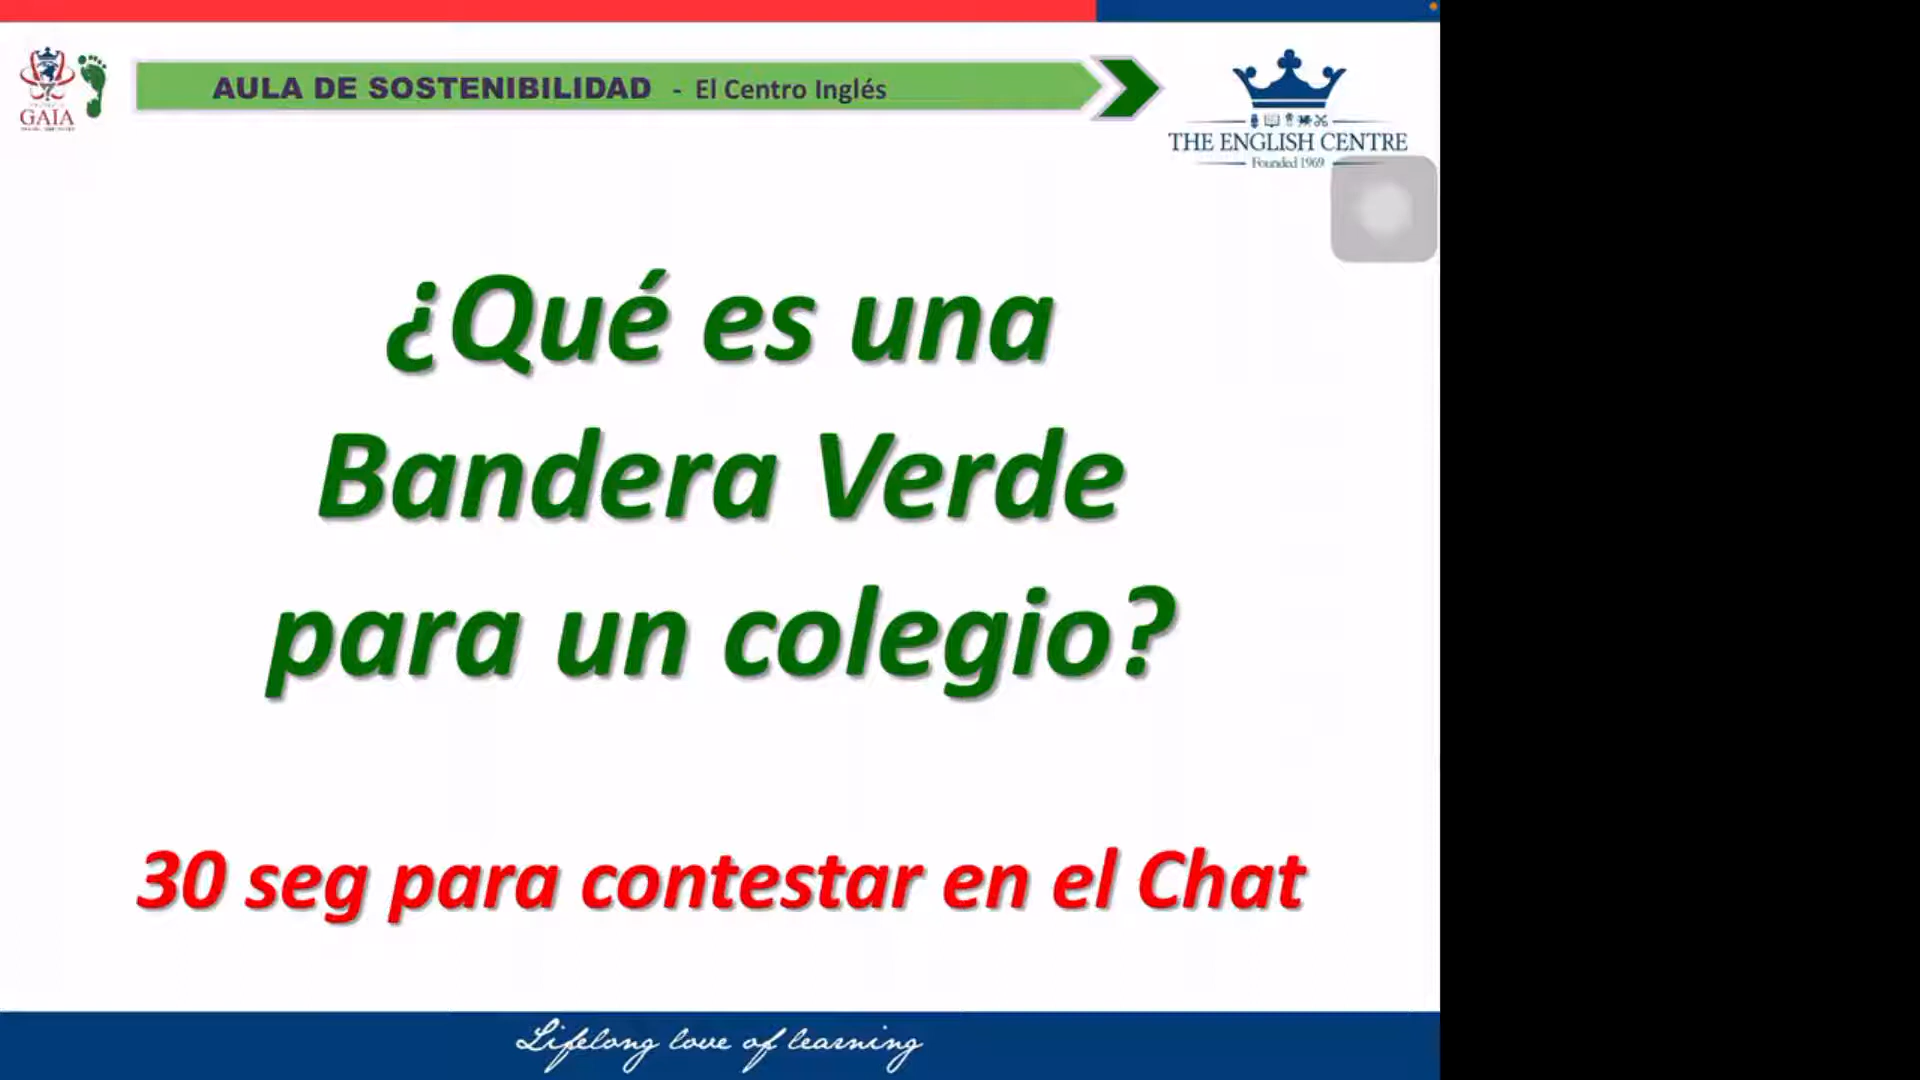 GAIA
AULA DE SOSTENIBILIDAD - El Centro Inglés
THE ENGLISH CENTRE
Founded 1969
¿Qué es una
Bandera Verde
para un colegio?
30 seg para contestar en el Chat
Lifelong love of learning